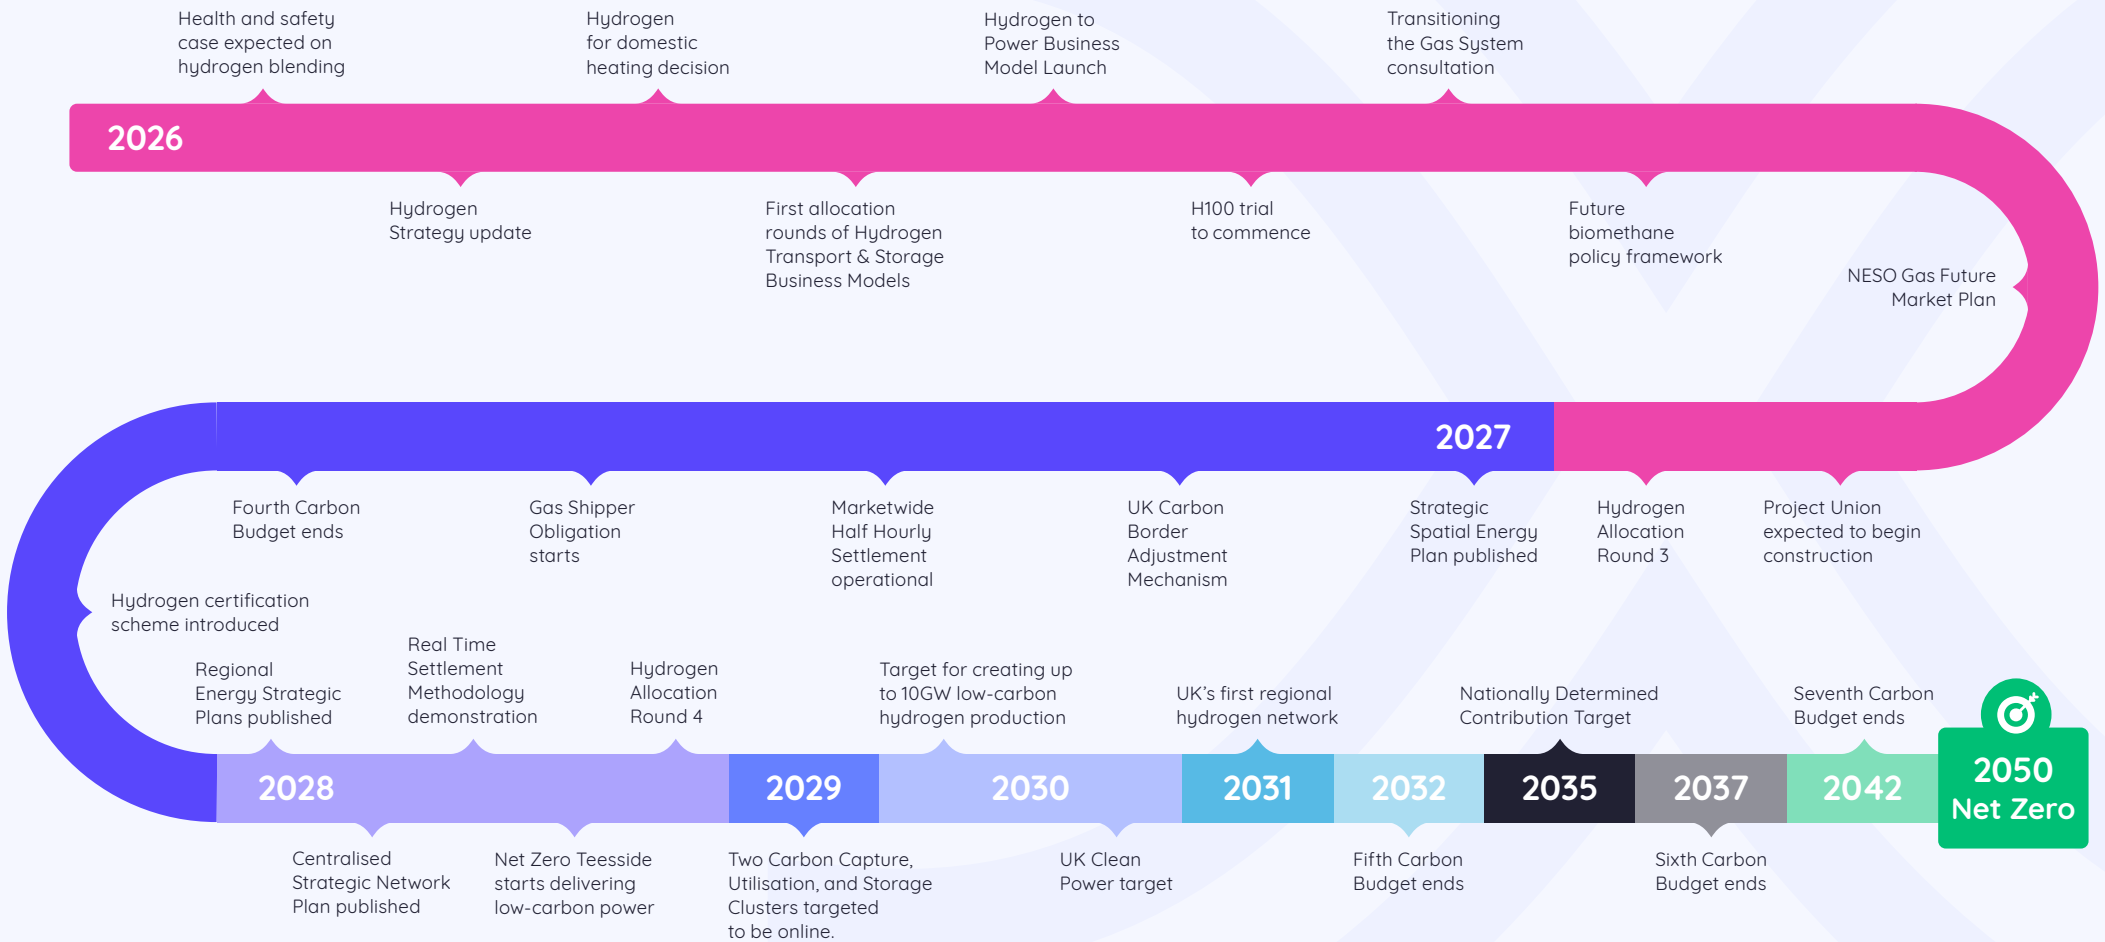 Health and safety
case expected on
hydrogen blending
Hydrogen
for domestic
heating decision
Hydrogen to
Power Business
Model Launch
Transitioning
the Gas System
consultation
2026
Hydrogen
Strategy update
First allocation
rounds of Hydrogen
Transport & Storage
Business Models
H100 trial
to commence
Future
biomethane
policy framework
NESO Gas Future
Market Plan
2027
Fourth Carbon
Budget ends
Gas Shipper
Obligation
starts
Marketwide
Half Hourly
Settlement
operational
UK Carbon
Border
Adjustment
Mechanism
Strategic
Spatial Energy
Plan published
Hydrogen
Allocation
Round 3
Project Union
expected to begin
construction
Hydrogen certification
scheme introduced
Regional
Energy Strategic
Plans published
Real Time
Settlement
Methodology
demonstration
Hydrogen
Allocation
Round 4
Target for creating up
to 10GW low-carbon
hydrogen production
UK's first regional
hydrogen network
Nationally Determined
Contribution Target
Seventh Carbon
Budget ends
2028
2029
2030
2031
2032
2035
2037
2042
2050
Net Zero
Centralised
Strategic Network
Plan published
Net Zero Teesside
starts delivering
low-carbon power
Two Carbon Capture,
Utilisation, and Storage
Clusters targeted
to be online.
UK Clean
Power target
Fifth Carbon
Budget ends
Sixth Carbon
Budget ends